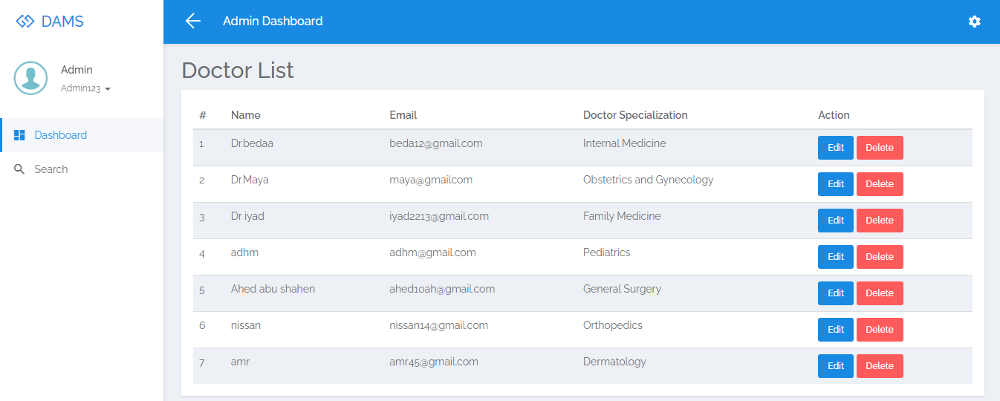 DAMS
Admin Dashboard
Admin
Admin123
Dashboard
Search
Doctor List
# Name Email Doctor Specialization Action
1 Dr.bedaa beda12@gmail.com Internal Medicine Edit Delete
2 Dr.Maya maya@gmailcom Obstetrics and Gynecology Edit Delete
3 Dr iyad iyad2213@gmail.com Family Medicine Edit Delete
4 adhm adhm@gmail.com Pediatrics Edit Delete
5 Ahed abu shahen ahed10ah@gmail.com General Surgery Edit Delete
6 nissan nissan14@gmail.com Orthopedics Edit Delete
7 amr amr45@gmail.com Dermatology Edit Delete